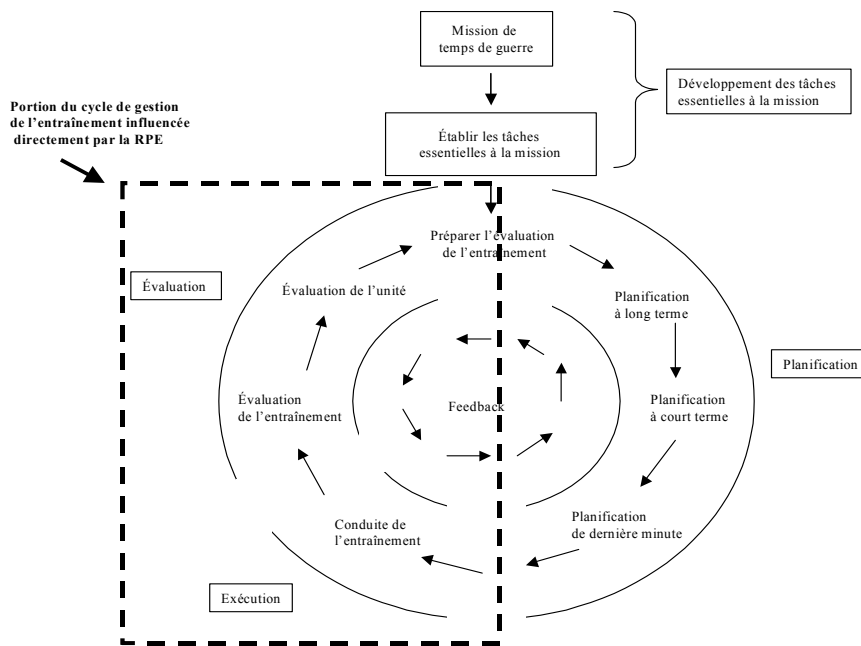 Mission de
temps de guerre
Développement des tâches
essentielles à la mission
Portion du cycle de gestion
de l'entraînement influencée
directement par la RPE
Établir les tâches
essentielles à la mission
Préparer l'évaluation
de l'entraînement
Évaluation
Évaluation de l'unité
Planification
à long terme
Planification
Évaluation
de l'entraînement
Feedback
Planification
à court terme
Conduite de
l'entraînement
Planification
de dernière minute
Exécution